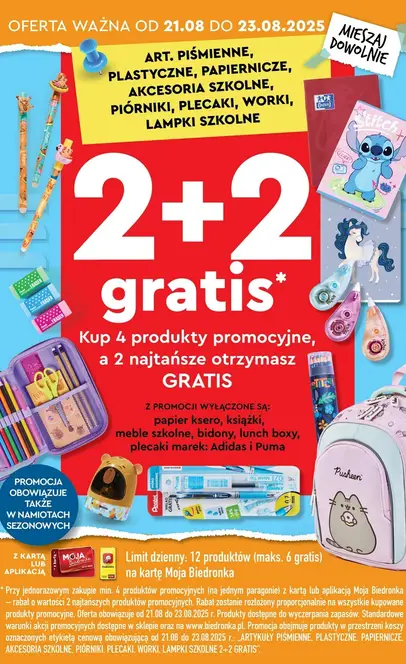 OFERTA WAŻNA OD 21.08 DO 23.08.2025
MIESZAJ
DOWOLNIE
ART. PIŚMIENNE,
PLASTYCZNE, PAPIERNICZE,
AKCESORIA SZKOLNE,
PIÓRNIKI, PLECAKI, WORKI,
LAMPKI SZKOLNE
Oxford
Stitch
2+2
gratis*
Kup 4 produkty promocyjne,
a 2 najtańsze otrzymasz
GRATIS
Z PROMOCJI WYŁĄCZONE SĄ:
papier ksero, książki,
meble szkolne, bidony, lunch boxy,
plecaki marek: Adidas i Puma
Pusheen
Pentel
PROMOCJA
OBOWIĄZUJE
TAKŻE
W NAMIOTACH
SEZONOWYCH
Z KARTĄ
LUB
APLIKACJĄ
MOJA
Biedronka
Limit dzienny: 12 produktów (maks. 6 gratis)
na kartę Moja Biedronka
* Przy jednorazowym zakupie min. 4 produktów promocyjnych (na jednym paragonie) z kartą lub aplikacją Moja Biedronka
– rabat o wartości 2 najtańszych produktów promocyjnych. Rabat zostanie rozłożony proporcjonalnie na wszystkie kupowane
produkty promocyjne. Oferta obowiązuje od 21.08 do 23.08.2025 r. Produkty dostępne do wyczerpania zapasów. Standardowe
warunki akcji promocyjnych dostępne w sklepie oraz na www.biedronka.pl. Promocja obejmuje produkty w przestrzeni koszy
oznaczonych etykietą cenową obowiązującą od 21.08 do 23.08.2025 r.: „ARTYKUŁY PIŚMIENNE, PLASTYCZNE, PAPIERNICZE,
AKCESORIA SZKOLNE, PIÓRNIKI, PLECAKI, WORKI, LAMPKI SZKOLNE 2+2 GRATIS".